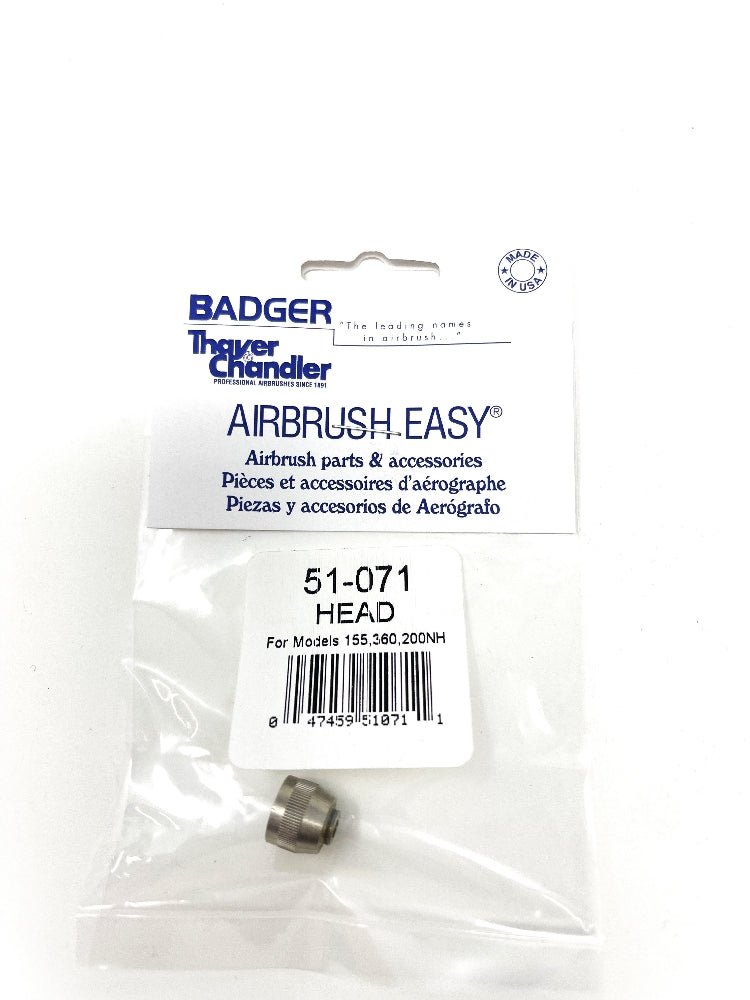 MADE
IN USA
BADGER
"The leading names
in airbrush..."
Thayer
& Chandler
PROFESSIONAL AIRBRUSHES SINCE 1891
AIRBRUSH EASY®
Airbrush parts & accessories
Pièces et accessoires d'aérographe
Piezas y accesorios de Aerógrafo
51-071
HEAD
For Models 155,360,200NH
0 47459 51071 1